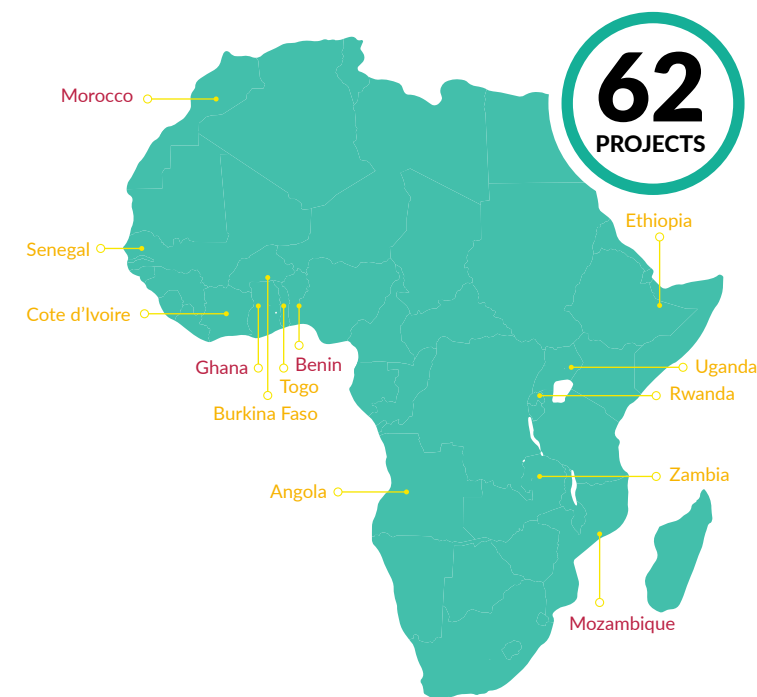 62
PROJECTS
Morocco
Ethiopia
Senegal
Cote d'Ivoire
Ghana
Benin
Togo
Burkina Faso
Uganda
Rwanda
Zambia
Angola
Mozambique